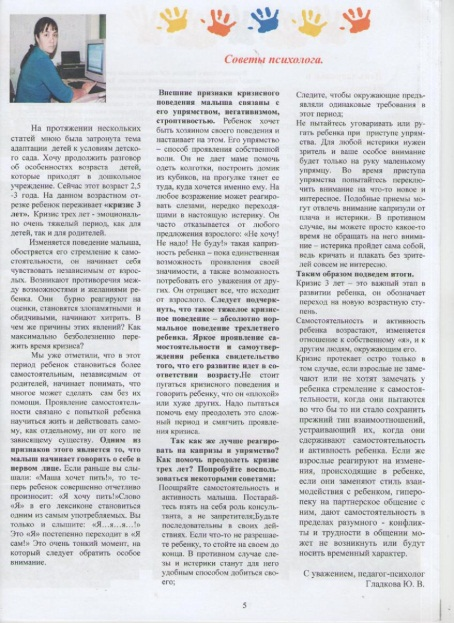 Советы психолога.
На протяжении нескольких
статей мною была затронута тема
адаптации детей к условиям детско-
го сада. Хочу продолжить разговор
об особенностях возраста детей,
которые приходят в дошкольное
учреждение. Сейчас этот возраст 2,5
-3 года. На данном возрастном от-
резке ребенок переживает «кризис 3
лет». Кризис трех лет - эмоциональ-
но очень тяжелый период, как для
детей, так и для родителей.
Изменяется поведение малыша,
обостряется его стремление к само-
стоятельности, он начинает себя
чувствовать независимым от взрос-
лых. Возникают противоречия меж-
ду возможностями и желаниями ре-
бенка. Они бурно реагируют на
оценки, становятся злопамятными и
обидчивыми, начинают хитрить. В
чем же причины этих явлений? Как
максимально безболезненно пере-
жить время кризиса?
Мы уже отметили, что в этот
период ребенок становиться более
самостоятельным, независимым от
родителей, начинает понимать, что
многое может сделать сам без их
помощи. Проявление самостоятель-
ности связано с попыткой ребенка
научиться жить и действовать само-
му, как отдельному, ни от кого не
зависящему существу. Одним из
признаков этого является то, что
малыш начинает говорить о себе в
первом лице. Если раньше вы слы-
шали: «Маша хочет пить!», то те-
перь ребенок совершенно отчетливо
произносит: «Я хочу пить!»Слово
«Я» в его лексиконе становиться
одним из самых употребляемых. Вы
только и слышите: «Я…я…я…!»
Это «Я» постепенно переходит в «Я
сам!» Это очень тонкий момент, на
который следует обратить особое
внимание.
Внешние признаки кризисного
поведения малыша связаны с
его упрямством, негативизмом,
строптивостью. Ребенок хочет
быть хозяином своего поведения и
настаивает на этом. Его упрямство
– способ проявления собственной
воли. Он не дает маме помочь
одеть колготки, построить домик
из кубиков, на прогулке тянет ее
туда, куда хочется именно ему. На
любое возражение может реагиро-
вать слезами, нередко переходя-
щими в настоящую истерику. Он
часто отказывается от любого
предложения взрослого: «Не хочу!
Не надо! Не буду!» такая каприз-
ность ребенка – пока единственная
возможность проявления своей
значимости, а также возможность
потребовать его уважения от дру-
гих. Он отрицает все, что исходит
от взрослого. Следует подчерк-
нуть, что такое тяжелое кризис-
ное поведение – абсолютно нор-
мальное поведение трехлетнего
ребенка. Яркое проявление са-
мостоятельности и самоутвер-
ждения ребенка свидетельство
того, что его развитие идет в со-
ответствии возрасту.Не стоит
пугаться кризисного поведения и
говорить ребенку, что он «плохой»
или хуже других. Надо пытаться
помочь ему преодолеть это слож-
ный период и смягчить проявле-
ния кризиса.
Так как же лучше реагиро-
вать на капризы и упрямство?
Как помочь преодолеть кризис
трех лет? Попробуйте восполь-
зоваться некоторыми советами:
Поощряйте самостоятельность и
активность малыша. Постарай-
тесь взять на себя роль консуль-
танта, а не запретителя;Будьте
последовательны в своих дей-
ствиях. Если что-то не разрешае-
те ребенку, то стойте на своем до
конца. В противном случае сле-
зы и истерики станут для него
удобным способом добиться сво-
его;
Следите, чтобы окружающие предъ-
являли одинаковые требования в
этот период;
Не пытайтесь уговаривать или ру-
гать ребенка при приступе упрям-
ства. Для любой истерики нужен
зритель и ваше особое внимание
будет только на руку маленькому
упрямцу. Во время приступа
упрямства попытайтесь переклю-
чить внимание на что-то новое и
интересное. Подобные приемы мо-
гут отвлечь внимание капризули от
плача и истерики.- В противном
случае, вы можете просто какое-то
время не обращать на него внима-
ние – истерика пройдет сама собой,
ведь кричать и плакать без зрите-
лей совсем не интересно.
Таким образом подведем итоги.
Кризис 3 лет – это важный этап в
развитии ребенка, он обозначает
переход на новую возрастную сту-
пень.
Самостоятельность и активность
ребенка возрастают, изменяется
отношение к собственному «я», и к
другим людям, окружающим его.
Кризис протекает остро только в
том случае, если взрослые не заме-
чают или не хотят замечать у
ребенка стремление к самостоятель-
ности, когда они пытаются
во что бы то ни стало сохранить
прежний тип взаимоотношений,
устраивающий их, когда они
сдерживают самостоятельность
и активность ребенка. Если же
взрослые реагируют на измене-
ния, происходящие в ребенке,
если они заменяют стиль взаи-
модействия с ребенком, гиперо-
пеку на партнерское общение с
ним, дают самостоятельность в
пределах разумного - конфлик-
ты и трудности в общении мо-
жет не возникнуть или будут
носить временный характер.
С уважением, педагог-психолог
Гладкова Ю. В.
5